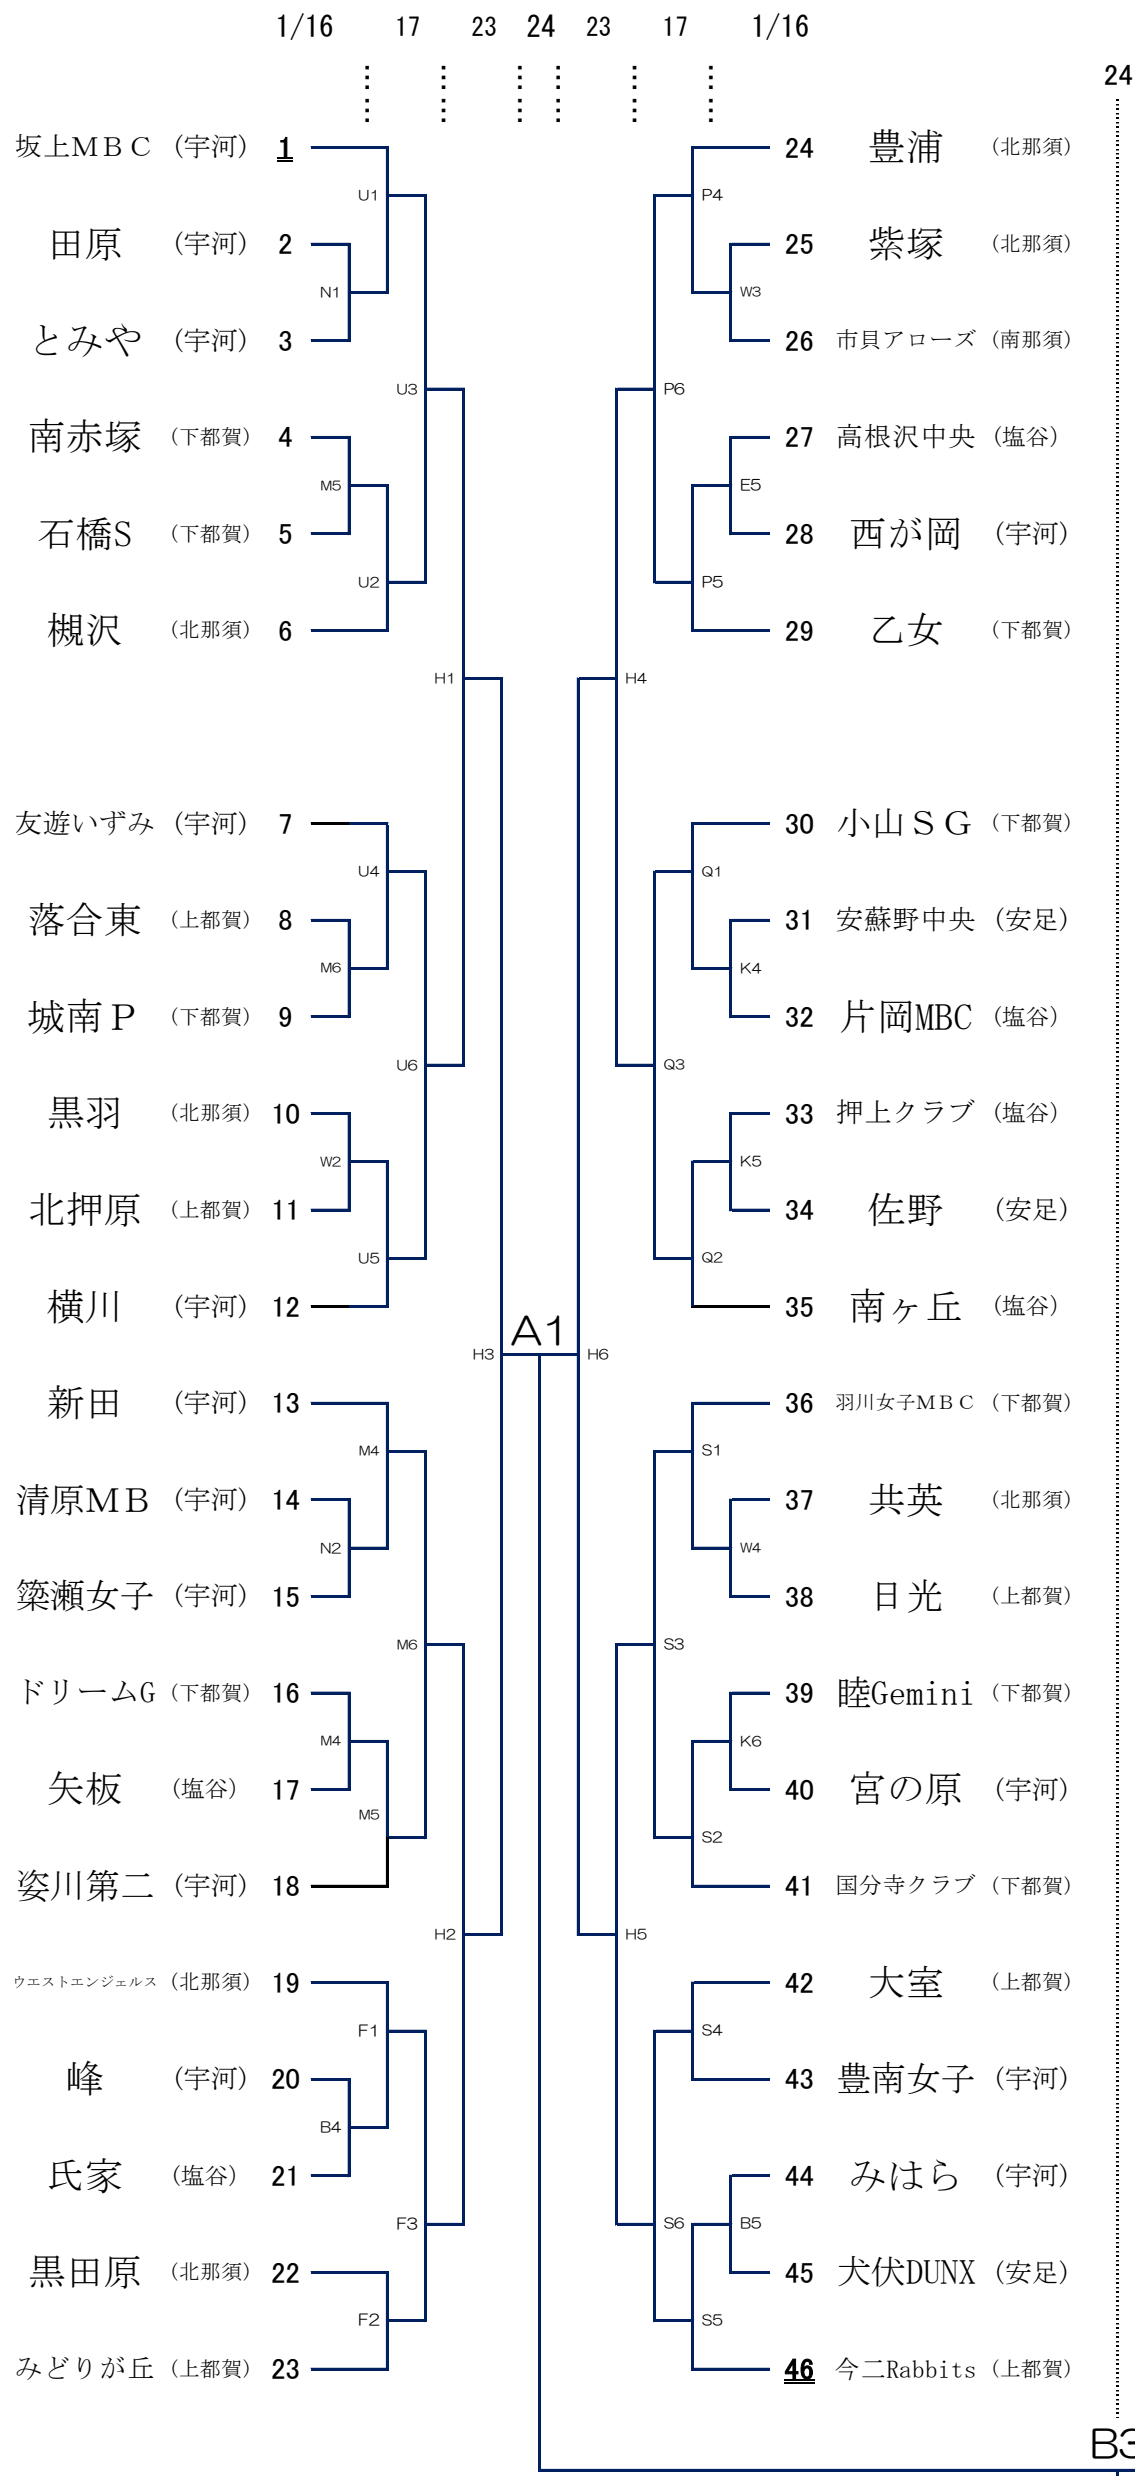 1/16 17 23 24 23 17 1/16
24
坂上ＭＢＣ (宇河) 1
U1
田原 (宇河) 2
N1
とみや (宇河) 3
U3
南赤塚 (下都賀) 4
M5
石橋S (下都賀) 5
U2
槻沢 (北那須) 6
H1
友遊いずみ (宇河) 7
U4
落合東 (上都賀) 8
M6
城南Ｐ (下都賀) 9
U6
黒羽 (北那須) 10
W2
北押原 (上都賀) 11
U5
横川 (宇河) 12
H3
A1
新田 (宇河) 13
M4
清原ＭＢ (宇河) 14
N2
簗瀬女子 (宇河) 15
M6
ドリームG (下都賀) 16
M4
矢板 (塩谷) 17
M5
姿川第二 (宇河) 18
H2
ウエストエンジェルス (北那須) 19
F1
峰 (宇河) 20
B4
氏家 (塩谷) 21
F3
黒田原 (北那須) 22
F2
みどりが丘 (上都賀) 23
24 豊浦 (北那須)
P4
25 紫塚 (北那須)
W3
26 市貝アローズ (南那須)
P6
27 高根沢中央 (塩谷)
E5
28 西が岡 (宇河)
P5
29 乙女 (下都賀)
H4
30 小山ＳＧ (下都賀)
Q1
31 安蘇野中央 (安足)
K4
32 片岡MBC (塩谷)
Q3
33 押上クラブ (塩谷)
K5
34 佐野 (安足)
Q2
35 南ヶ丘 (塩谷)
H6
36 羽川女子ＭＢＣ (下都賀)
S1
37 共英 (北那須)
W4
38 日光 (上都賀)
S3
39 睦Gemini (下都賀)
K6
40 宮の原 (宇河)
S2
41 国分寺クラブ (下都賀)
H5
42 大室 (上都賀)
S4
43 豊南女子 (宇河)
44 みはら (宇河)
S6
B5
45 犬伏DUNX (安足)
S5
46 今二Rabbits (上都賀)
B3